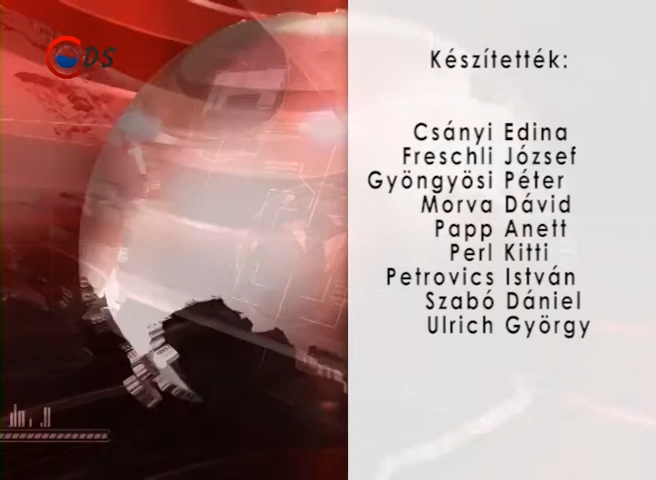 DS
Készítették:
Csányi Edina
Freschli József
Gyöngyösi Péter
Morva Dávid
Papp Anett
Perl Kitti
Petrovics István
Szabó Dániel
Ulrich György